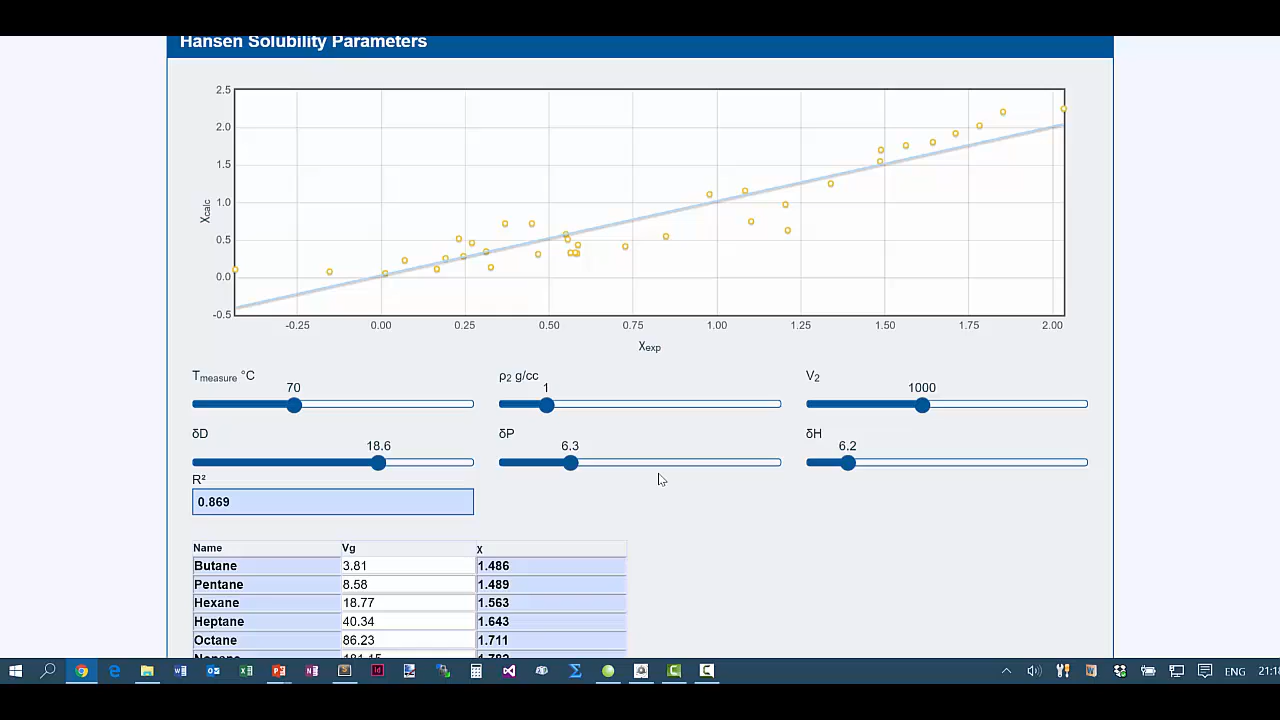 Hansen Solubility Parameters
2.5
2.0
1.5
1.0
0.5
0.0
-0.5
Xcalc
-0.25 0.00 0.25 0.50 0.75 1.00 1.25 1.50 1.75 2.00
Xexp
Tmeasure °C ρ2 g/cc V2
70 1 1000
δD δP δH
18.6 6.3 6.2
R²
0.869
Name Vg χ
Butane 3.81 1.486
Pentane 8.58 1.489
Hexane 18.77 1.563
Heptane 40.34 1.643
Octane 86.23 1.711
ENG 21:18